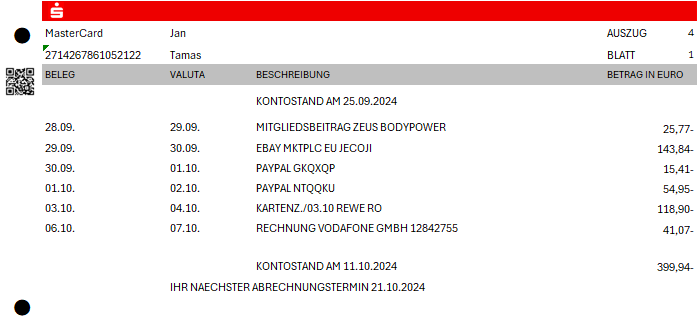 MasterCard Jan AUSZUG 4
2714267861052122 Tamas BLATT 1
BELEG VALUTA BESCHREIBUNG BETRAG IN EURO
KONTOSTAND AM 25.09.2024
28.09. 29.09. MITGLIEDSBEITRAG ZEUS BODYPOWER 25,77-
29.09. 30.09. EBAY MKTPLC EU JECOJI 143,84-
30.09. 01.10. PAYPAL GKQXQP 15,41-
01.10. 02.10. PAYPAL NTQQKU 54,95-
03.10. 04.10. KARTENZ./03.10 REWE RO 118,90-
06.10. 07.10. RECHNUNG VODAFONE GMBH 12842755 41,07-
KONTOSTAND AM 11.10.2024 399,94-
IHR NAECHSTER ABRECHNUNGSTERMIN 21.10.2024